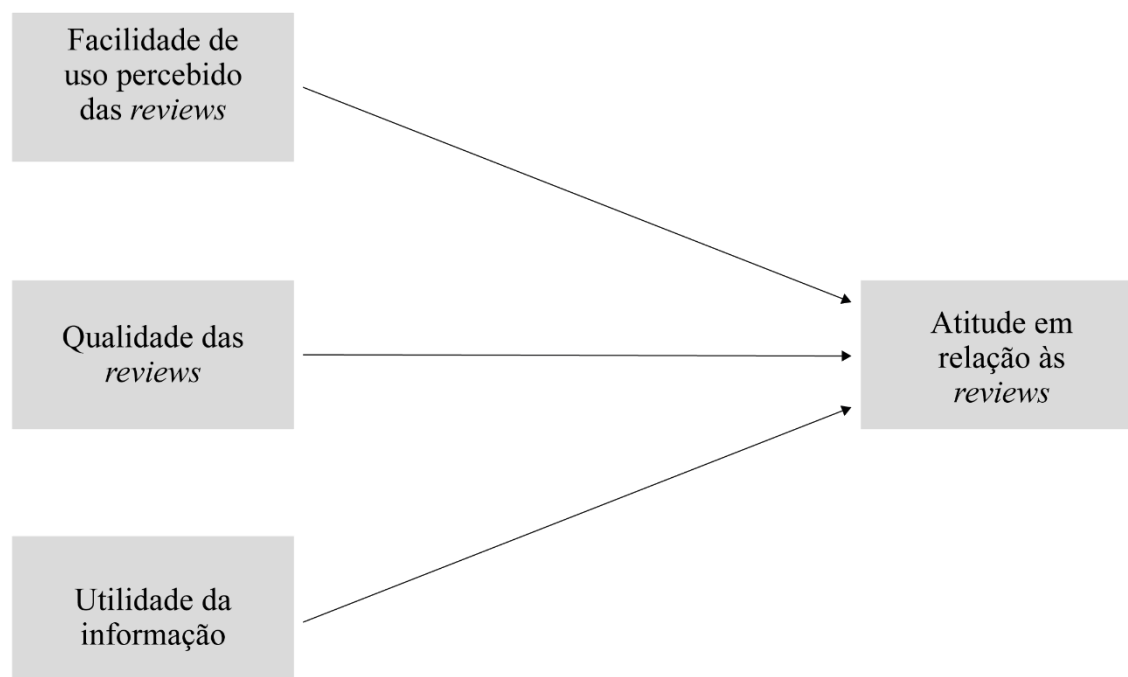 Facilidade de
uso percebido
das reviews
Qualidade das
reviews
Atitude em
relação às
reviews
Utilidade da
informação